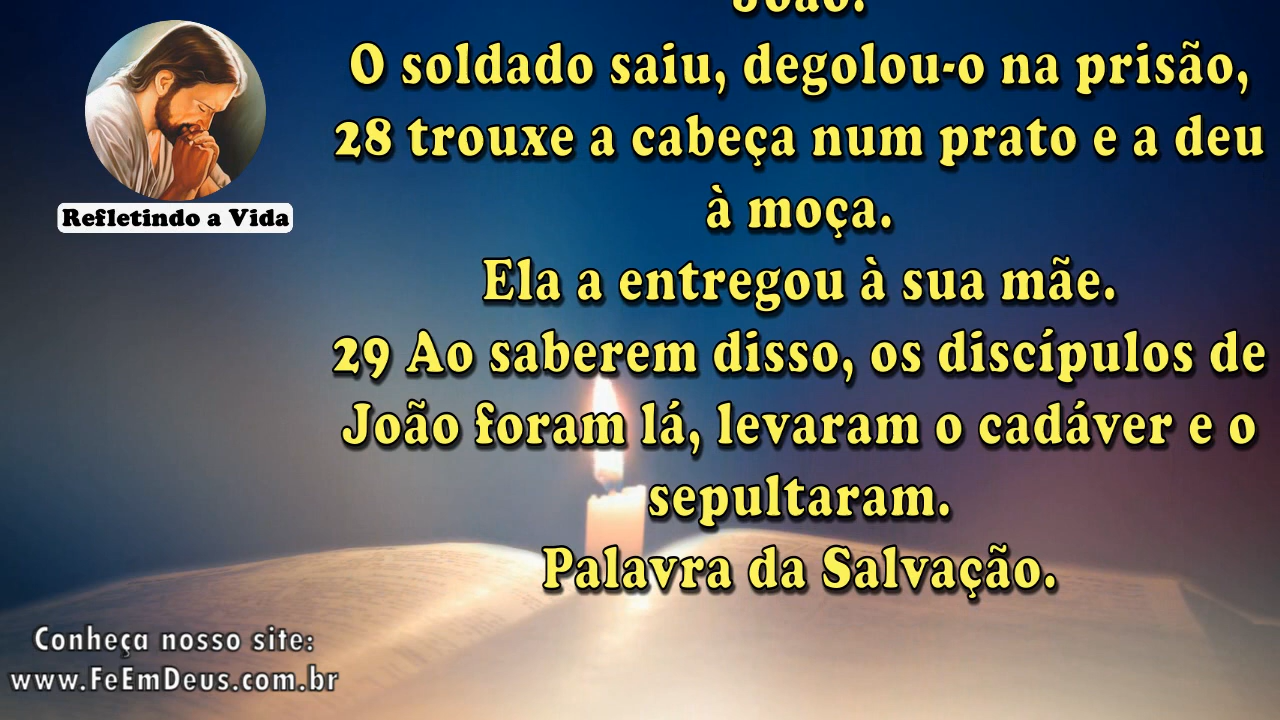 João.
O soldado saiu, degolou-o na prisão,
28 trouxe a cabeça num prato e a deu
à moça.
Ela a entregou à sua mãe.
29 Ao saberem disso, os discípulos de
João foram lá, levaram o cadáver e o
sepultaram.
Palavra da Salvação.
Refletindo a Vida
Conheça nosso site:
www.FeEmDeus.com.br